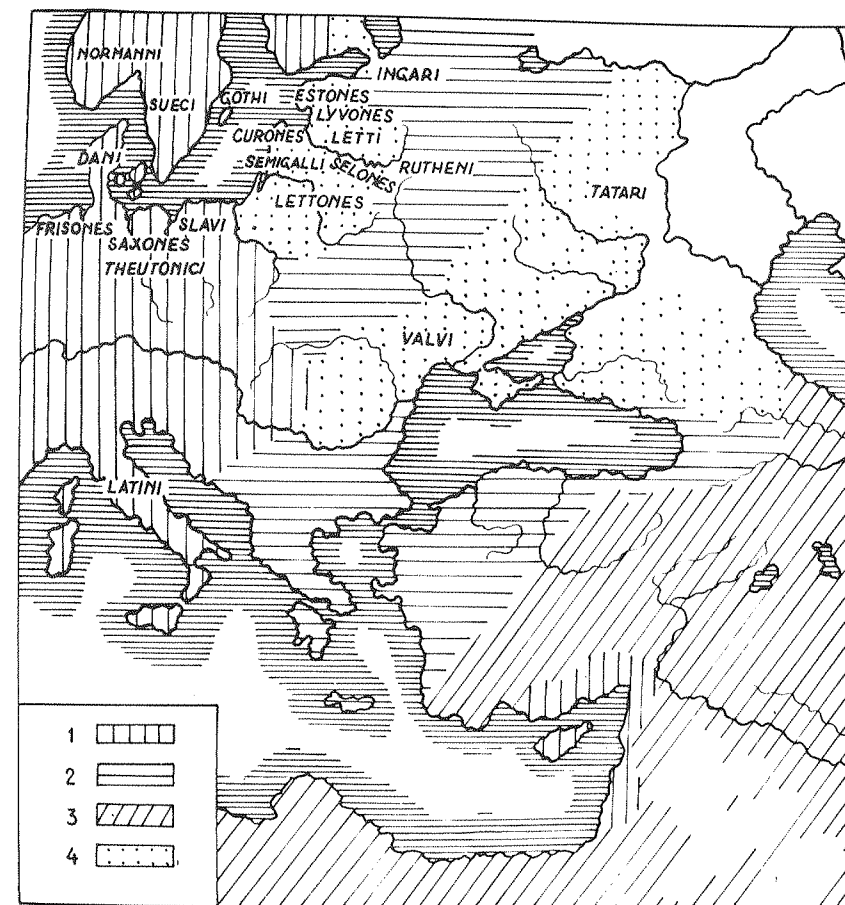 NORMANNI
INGARI
SUECI
GOTHI
ESTONES
LYVONES
CURONES
LETTI
DANI
SEMIGALLI
SELONES
RUTHENI
LETTONES
TATARI
FRISONES
SLAVI
SAXONES
THEUTONICI
VALVI
LATINI
1
2
3
4